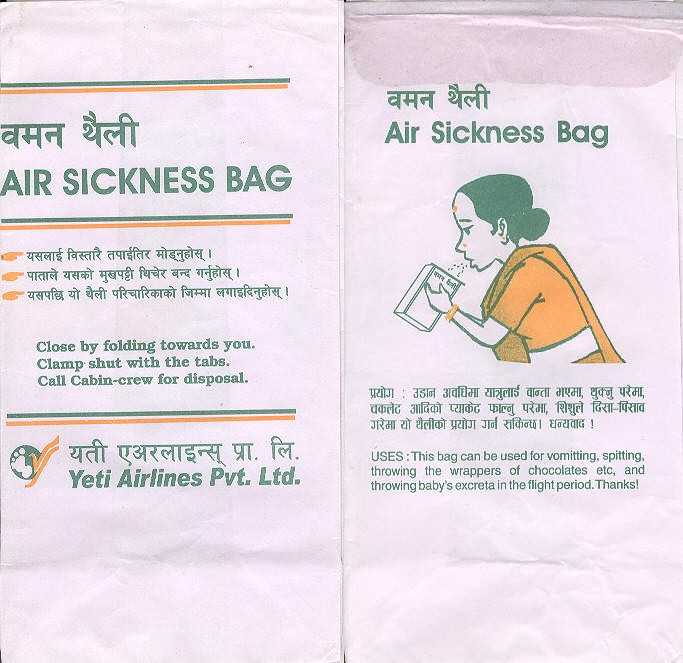 वमन थैली
AIR SICKNESS BAG
यसलाई विस्तारै तपाईतिर मोड्नुहोस् ।
पाताले यसको मुखपट्टी थिचेर बन्द गर्नुहोस् ।
यसपछि यो थैली परिचारिकाको जिम्मा लगाइदिनुहोस् ।
Close by folding towards you.
Clamp shut with the tabs.
Call Cabin-crew for disposal.
यती एअरलाइन्स् प्रा. लि.
Yeti Airlines Pvt. Ltd.
वमन थैली
Air Sickness Bag
वमन थैली
प्रयोग : उडान अवधिमा यात्रुलाई वान्ता भएमा, थुक्नु परेमा,
चकलेट आदिको प्याकेट फाल्नु परेमा, शिशुले दिसा-पिसाव
गरेमा यो थैलीको प्रयोग गर्न सकिन्छ। धन्यवाद !
USES : This bag can be used for vomitting, spitting,
throwing the wrappers of chocolates etc, and
throwing baby's excreta in the flight period. Thanks!